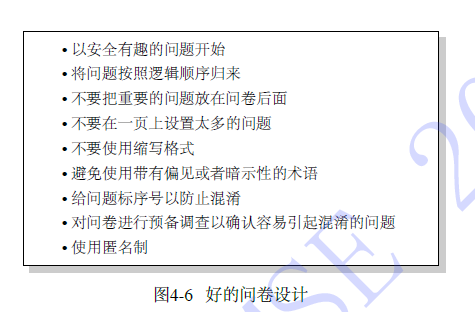 • 以安全有趣的问题开始
• 将问题按照逻辑顺序归来
• 不要把重要的问题放在问卷后面
• 不要在一页上设置太多的问题
• 不要使用缩写格式
• 避免使用带有偏见或者暗示性的术语
• 给问题标序号以防止混淆
• 对问卷进行预备调查以确认容易引起混淆的问题
• 使用匿名制
图4-6 好的问卷设计